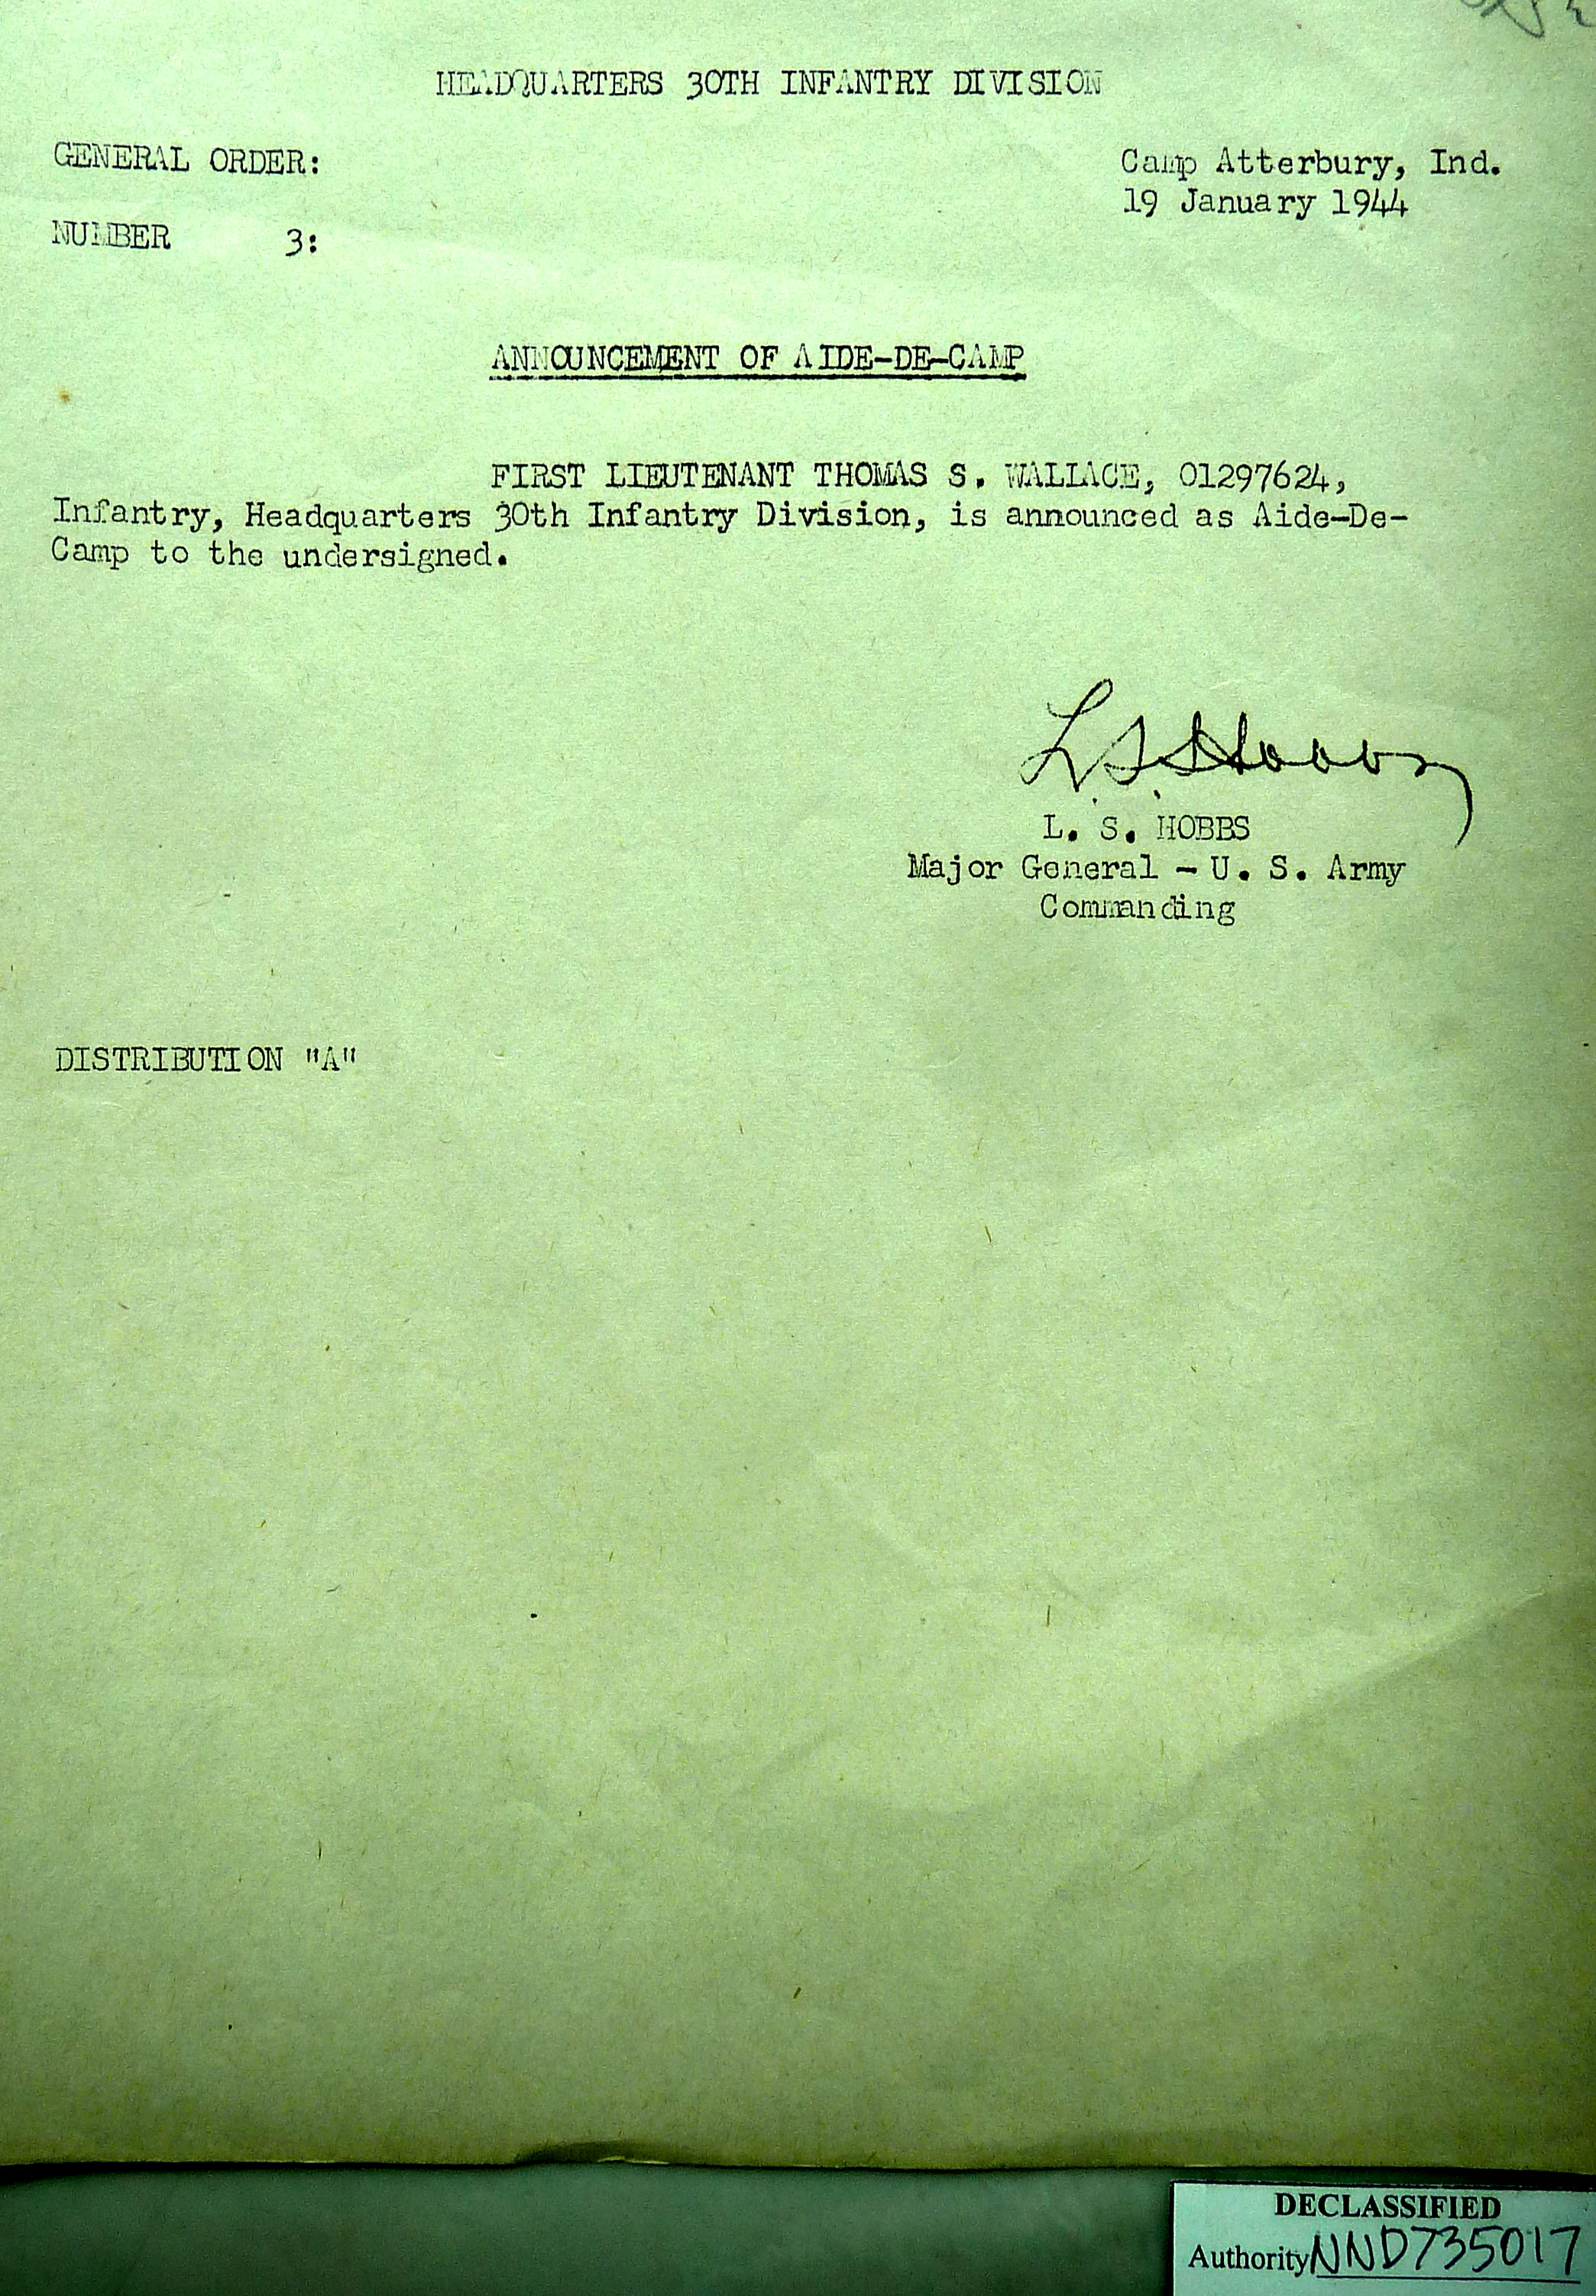 HEADQUARTERS 30TH INFANTRY DIVISION
GENERAL ORDER:
Camp Atterbury, Ind.
19 January 1944
NUMBER 3:
ANNOUNCEMENT OF AIDE-DE-CAMP
FIRST LIEUTENANT THOMAS S. WALLACE, 01297624,
Infantry, Headquarters 30th Infantry Division, is announced as Aide-De-
Camp to the undersigned.
L. S. Hobbs
L. S. HOBBS
Major General - U. S. Army
Commanding
DISTRIBUTION "A"
DECLASSIFIED
Authority NND735017